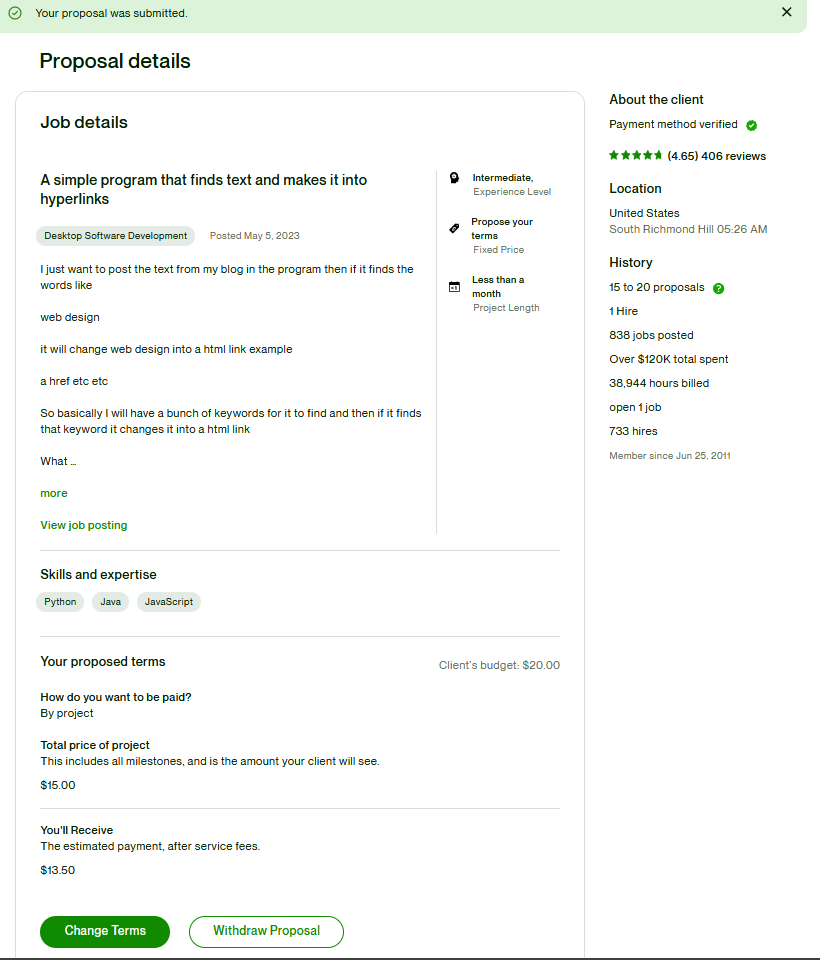 Your proposal was submitted.
Proposal details
Job details
A simple program that finds text and makes it into
hyperlinks
Desktop Software Development
Posted May 5, 2023
I just want to post the text from my blog in the program then if it finds the
words like
web design
it will change web design into a html link example
a href etc etc
So basically I will have a bunch of keywords for it to find and then if it finds
that keyword it changes it into a html link
What ...
more
View job posting
Intermediate,
Experience Level
Propose your
terms
Fixed Price
Less than a
month
Project Length
Skills and expertise
Python
Java
JavaScript
Your proposed terms
Client's budget: $20.00
How do you want to be paid?
By project
Total price of project
This includes all milestones, and is the amount your client will see.
$15.00
You'll Receive
The estimated payment, after service fees.
$13.50
Change Terms
Withdraw Proposal
About the client
Payment method verified
(4.65) 406 reviews
Location
United States
South Richmond Hill 05:26 AM
History
15 to 20 proposals
?
1 Hire
838 jobs posted
Over $120K total spent
38,944 hours billed
open 1 job
733 hires
Member since Jun 25, 2011